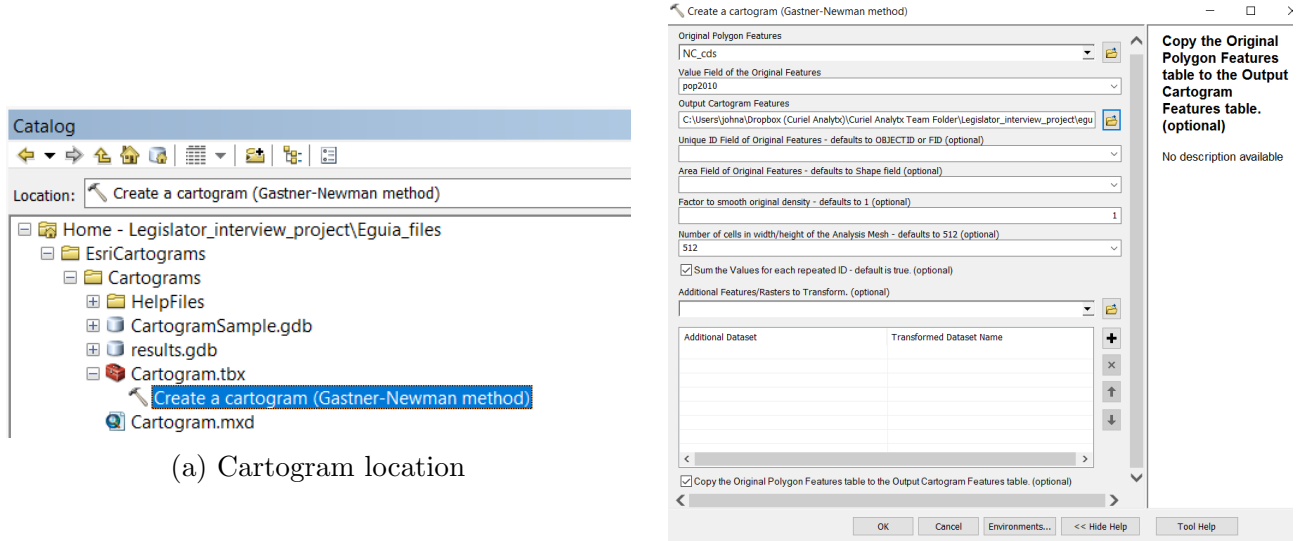 Catalog
Location: Create a cartogram (Gastner-Newman method)
Home - Legislator_interview_project\Eguia_files
EsriCartograms
Cartograms
HelpFiles
CartogramSample.gdb
results.gdb
Cartogram.tbx
Create a cartogram (Gastner-Newman method)
Cartogram.mxd
(a) Cartogram location
Create a cartogram (Gastner-Newman method)
Original Polygon Features
NC_cds
Value Field of the Original Features
pop2010
Output Cartogram Features
C:\Users\johna\Dropbox (Curiel Analytx)\Curiel Analytx Team Folder\Legislator_interview_project\egu
Unique ID Field of Original Features - defaults to OBJECTID or FID (optional)
Area Field of Original Features - defaults to Shape field (optional)
Factor to smooth original density - defaults to 1 (optional)
1
Number of cells in width/height of the Analysis Mesh - defaults to 512 (optional)
512
Sum the Values for each repeated ID - default is true. (optional)
Additional Features/Rasters to Transform. (optional)
Additional Dataset Transformed Dataset Name
Copy the Original Polygon Features table to the Output Cartogram Features table. (optional)
OK Cancel Environments... << Hide Help Tool Help
Copy the Original
Polygon Features
table to the Output
Cartogram
Features table.
(optional)
No description available